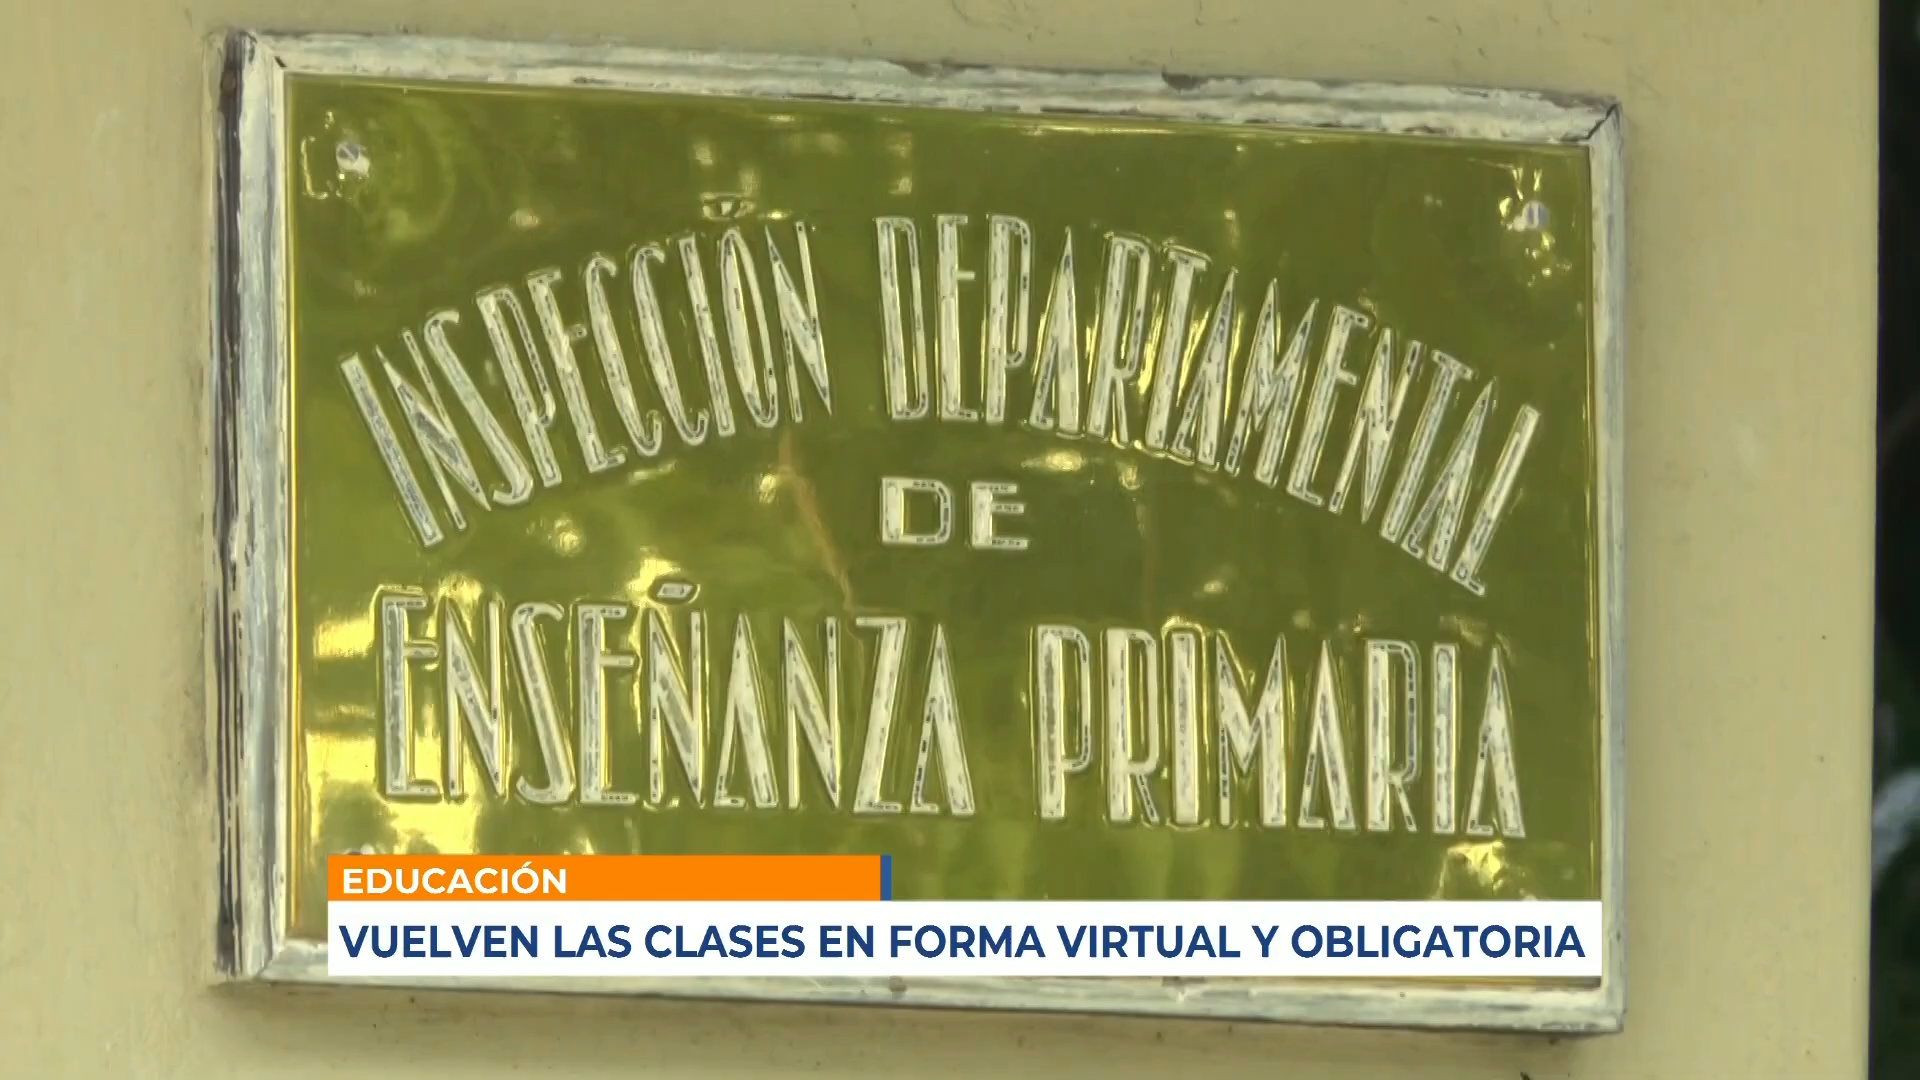 INSPECCIÓN DEPARTAMENTAL
DE
ENSEÑANZA PRIMARIA
EDUCACIÓN
VUELVEN LAS CLASES EN FORMA VIRTUAL Y OBLIGATORIA